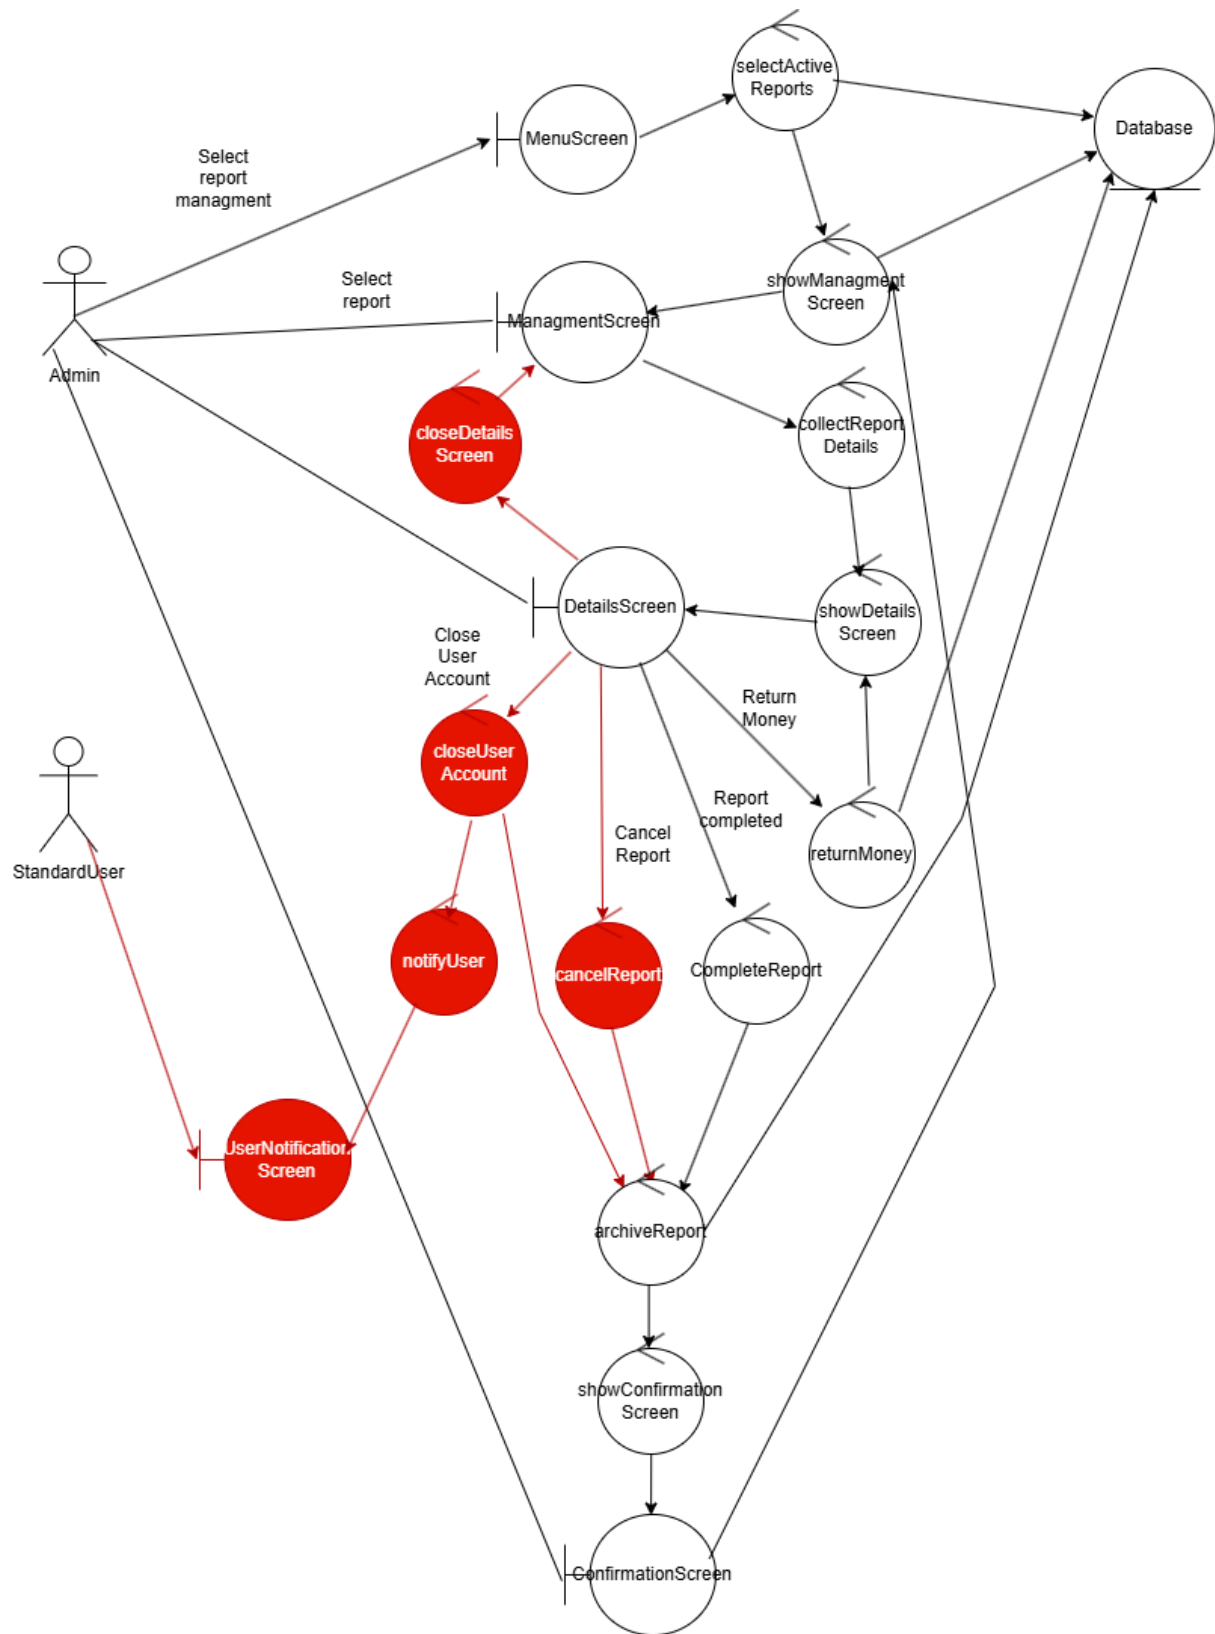 selectActive
Reports
Database
MenuScreen
Select
report
managment
Select
report
showManagment
Screen
ManagmentScreen
Admin
closeDetails
Screen
collectReport
Details
DetailsScreen
showDetails
Screen
Close
User
Account
Return
Money
closeUser
Account
Report
completed
Cancel
Report
returnMoney
StandardUser
notifyUser
cancelReport
CompleteReport
UserNotification
Screen
archiveReport
showConfirmation
Screen
ConfirmationScreen